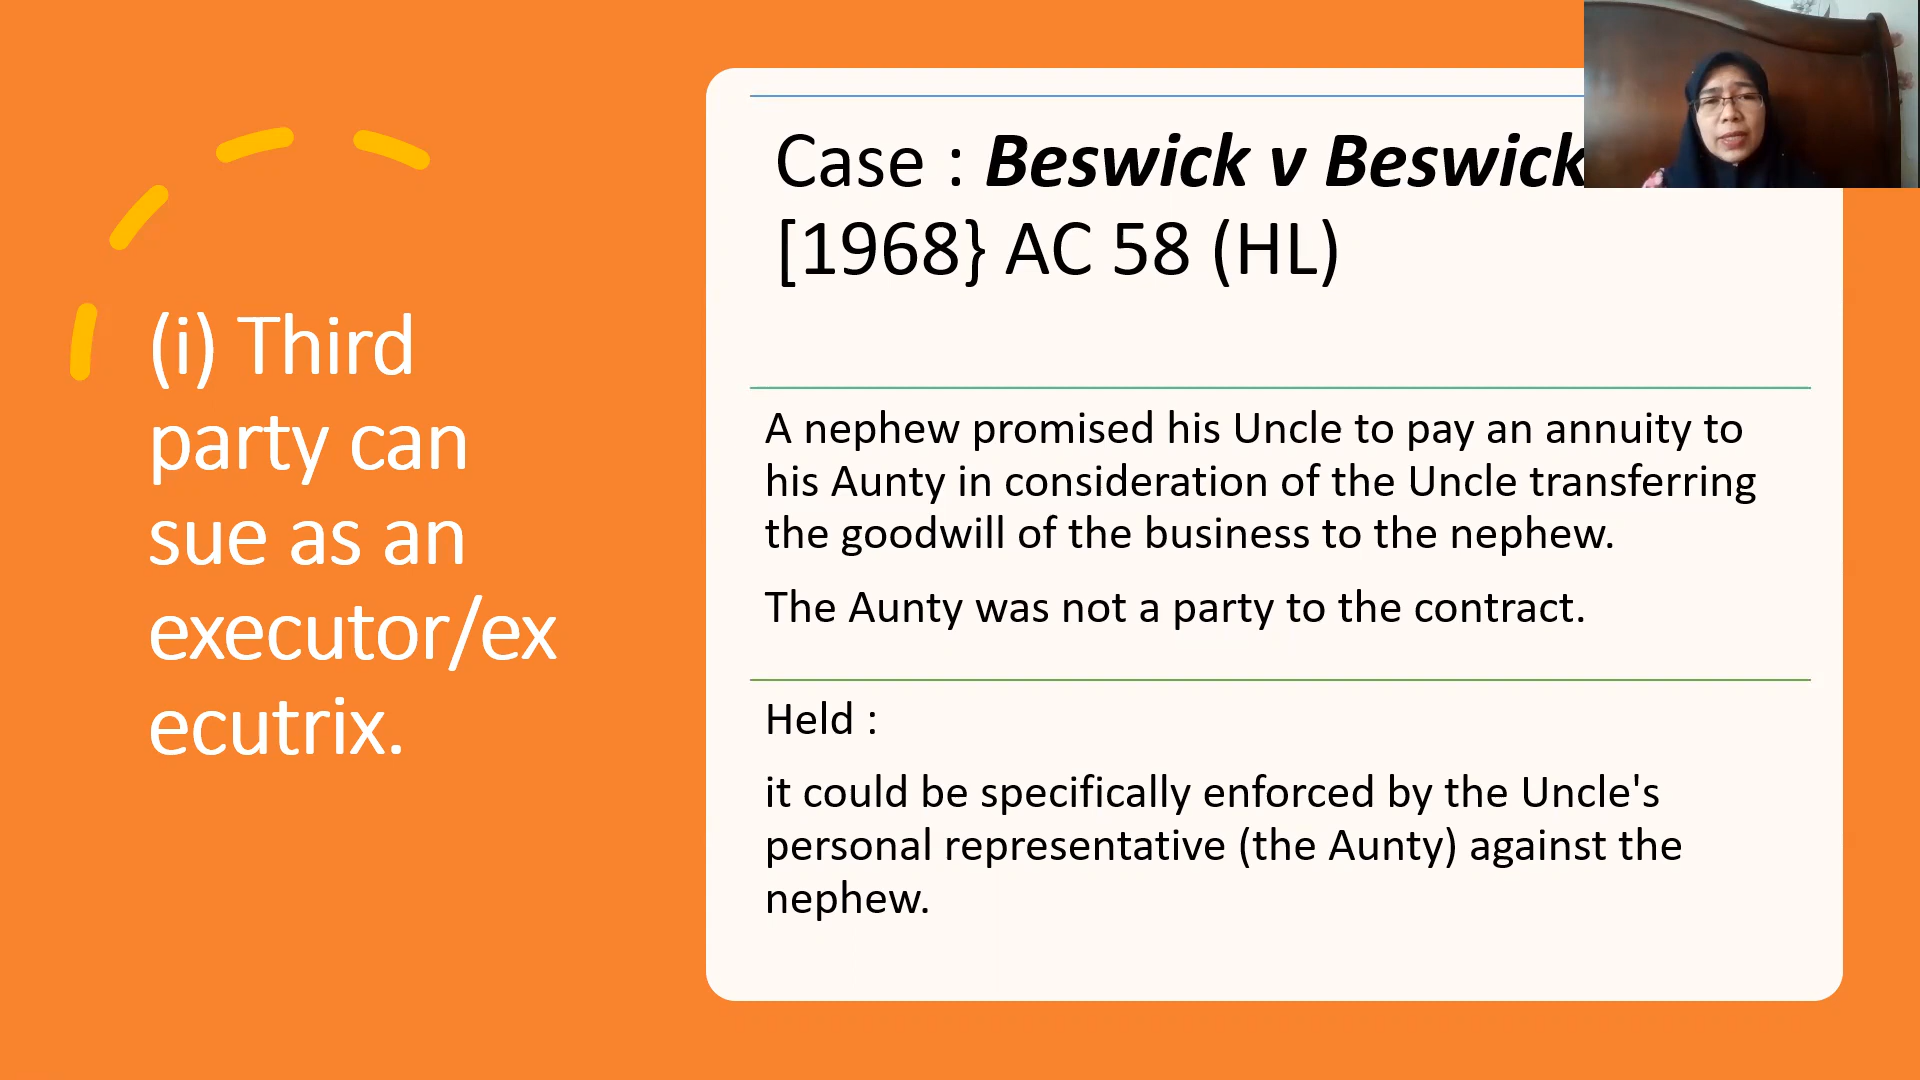 (i) Third
party can
sue as an
executor/ex
ecutrix.
Case : Beswick v Beswick
[1968} AC 58 (HL)
A nephew promised his Uncle to pay an annuity to
his Aunty in consideration of the Uncle transferring
the goodwill of the business to the nephew.
The Aunty was not a party to the contract.
Held :
it could be specifically enforced by the Uncle's
personal representative (the Aunty) against the
nephew.